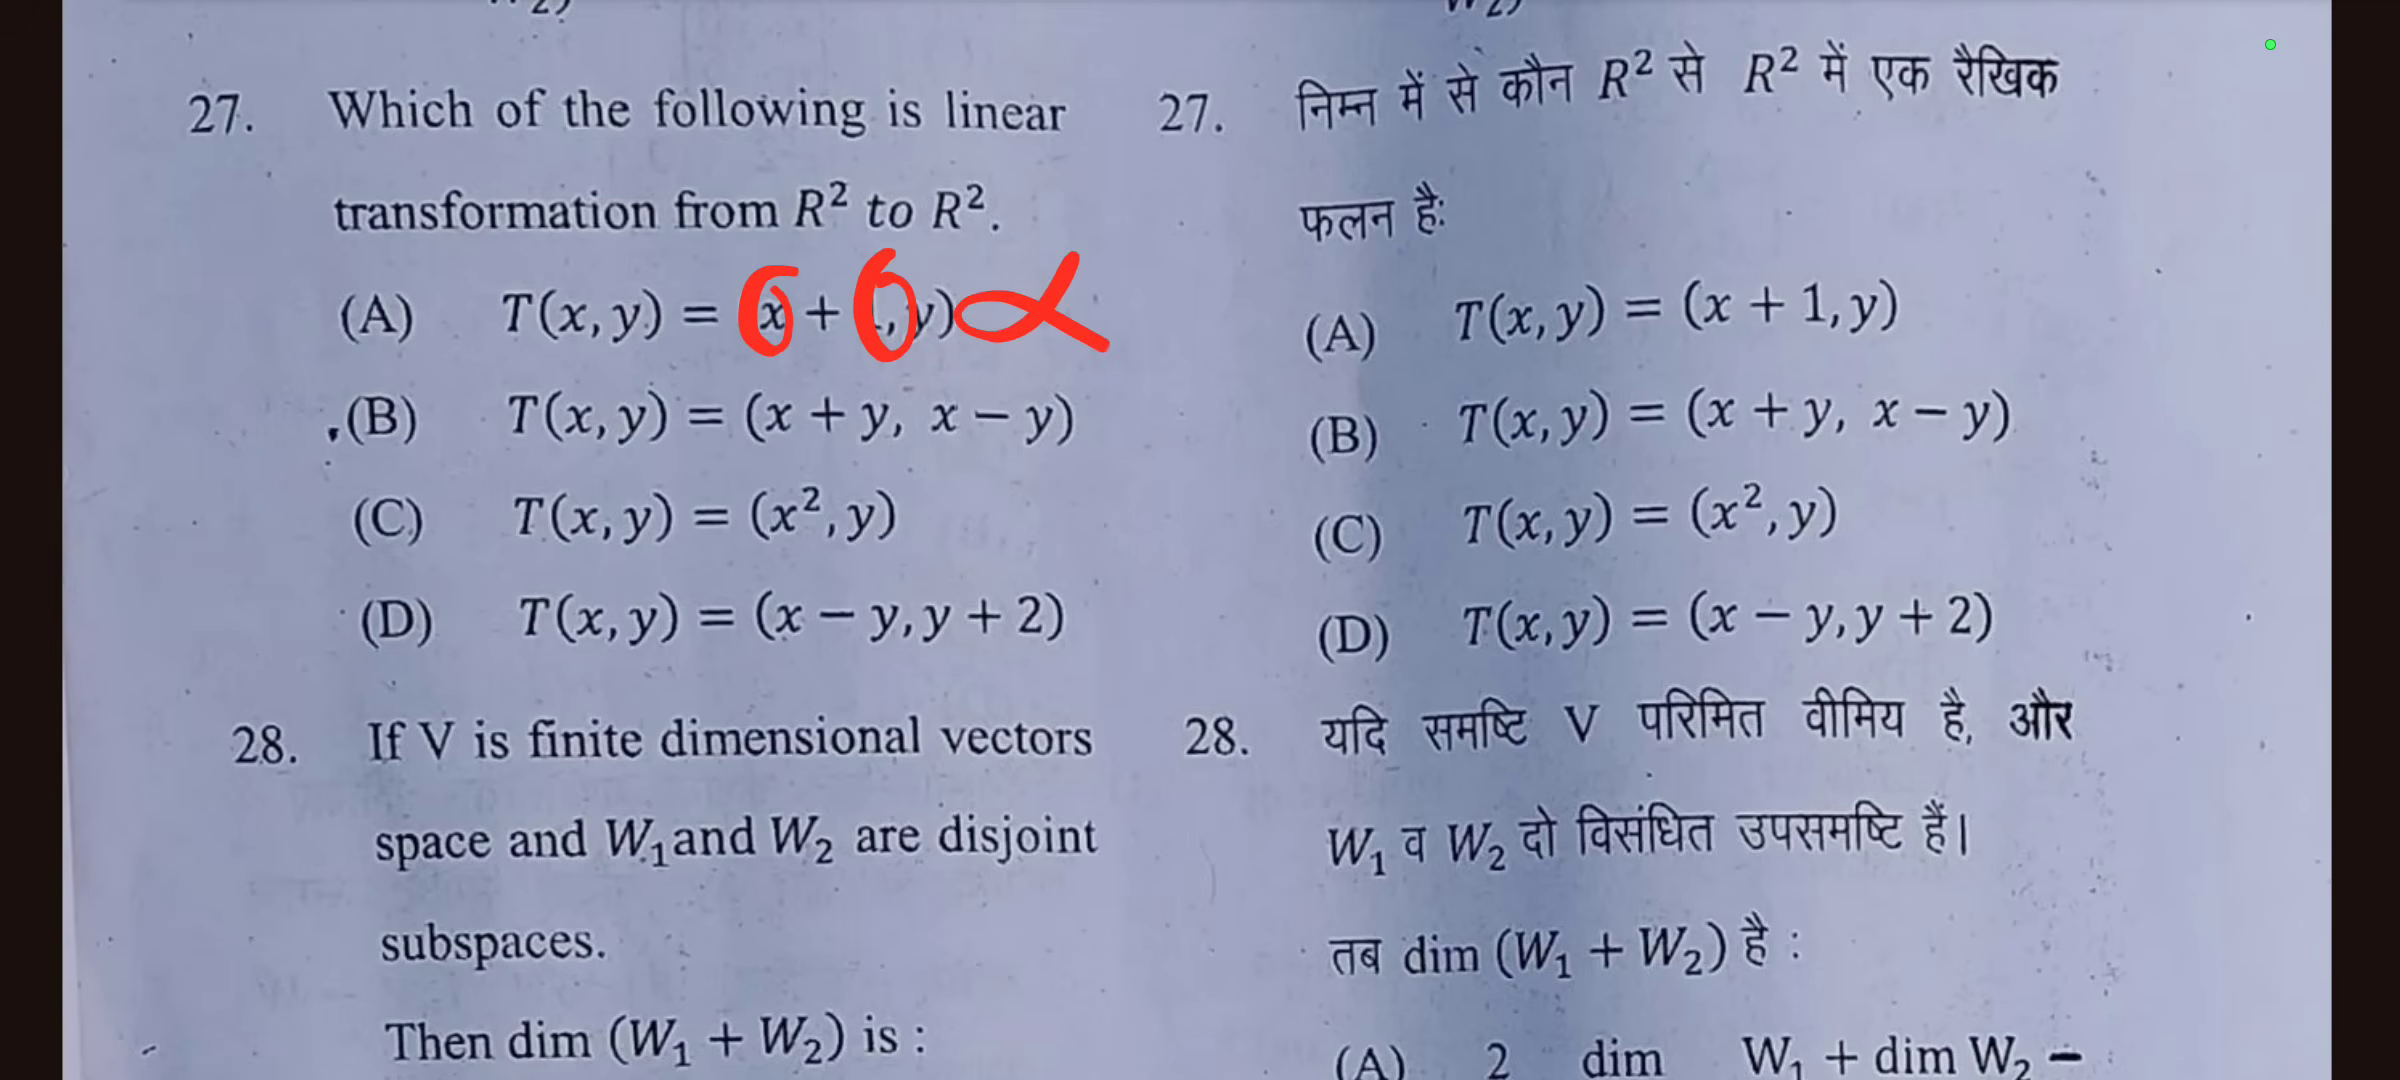 27. Which of the following is linear
transformation from R² to R².
(A) T(x, y) = (x + , y)
(B) T(x, y) = (x + y, x − y)
(C) T(x, y) = (x², y)
(D) T(x, y) = (x − y, y + 2)
28. If V is finite dimensional vectors
space and W₁ and W₂ are disjoint
subspaces.
Then dim (W₁ + W₂) is :
27. निम्न में से कौन R² से R² में एक रैखिक
फलन है:
(A) T(x, y) = (x + 1, y)
(B) T(x, y) = (x + y, x − y)
(C) T(x, y) = (x², y)
(D) T(x, y) = (x − y, y + 2)
28. यदि समष्टि V परिमित वीमिय है, और
W₁ व W₂ दो विसंधित उपसमष्टि हैं।
तब dim (W₁ + W₂) है :
(A) 2 dim W₁ + dim W₂ −